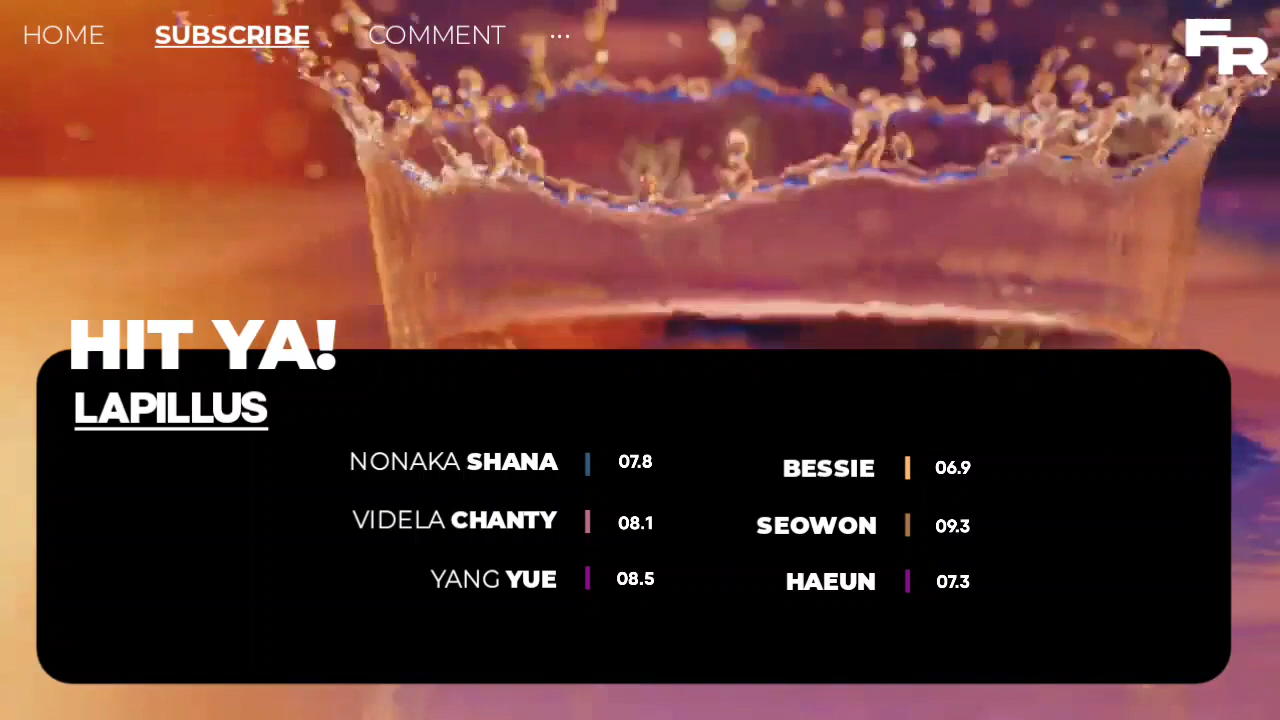 HOME SUBSCRIBE COMMENT ...
FR
HIT YA!
LAPILLUS
NONAKA SHANA 07.8
VIDELA CHANTY 08.1
YANG YUE 08.5
BESSIE 06.9
SEOWON 09.3
HAEUN 07.3